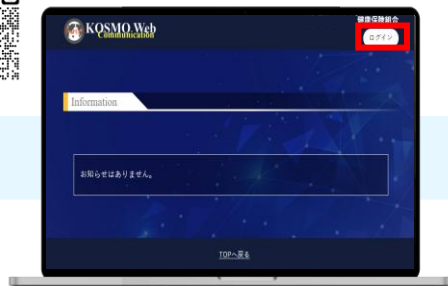 KOSMO Web
Communication
健康保険組合
ログイン
Information
お知らせはありません。
TOPへ戻る